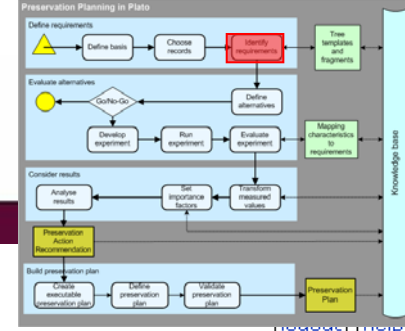 Preservation Planning in Plato
Define requirements
Define basis
Choose
records
Identify
requirements
Tree
templates
and
fragments
Evaluate alternatives
Go/No-Go
Define
alternatives
Develop
experiment
Run
experiment
Evaluate
experiment
Mapping
characteristics
to
requirements
Knowledge base
Consider results
Analyse
results
Set
importance
factors
Transform
measured
values
Preservation
Action
Recommendation
Build preservation plan
Create
executable
preservation plan
Define
preservation
plan
Validate
preservation
plan
Preservation
Plan